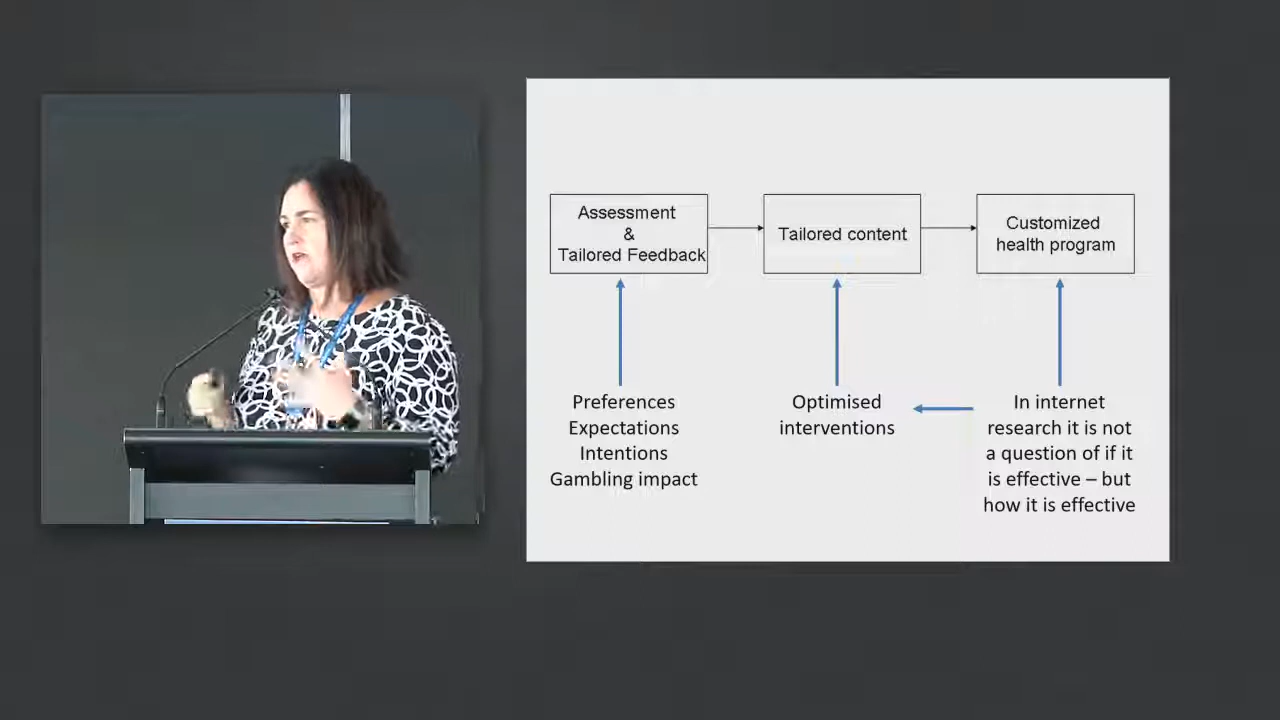 Assessment
&
Tailored Feedback
Tailored content
Customized
health program
Preferences
Expectations
Intentions
Gambling impact
Optimised
interventions
In internet
research it is not
a question of if it
is effective – but
how it is effective